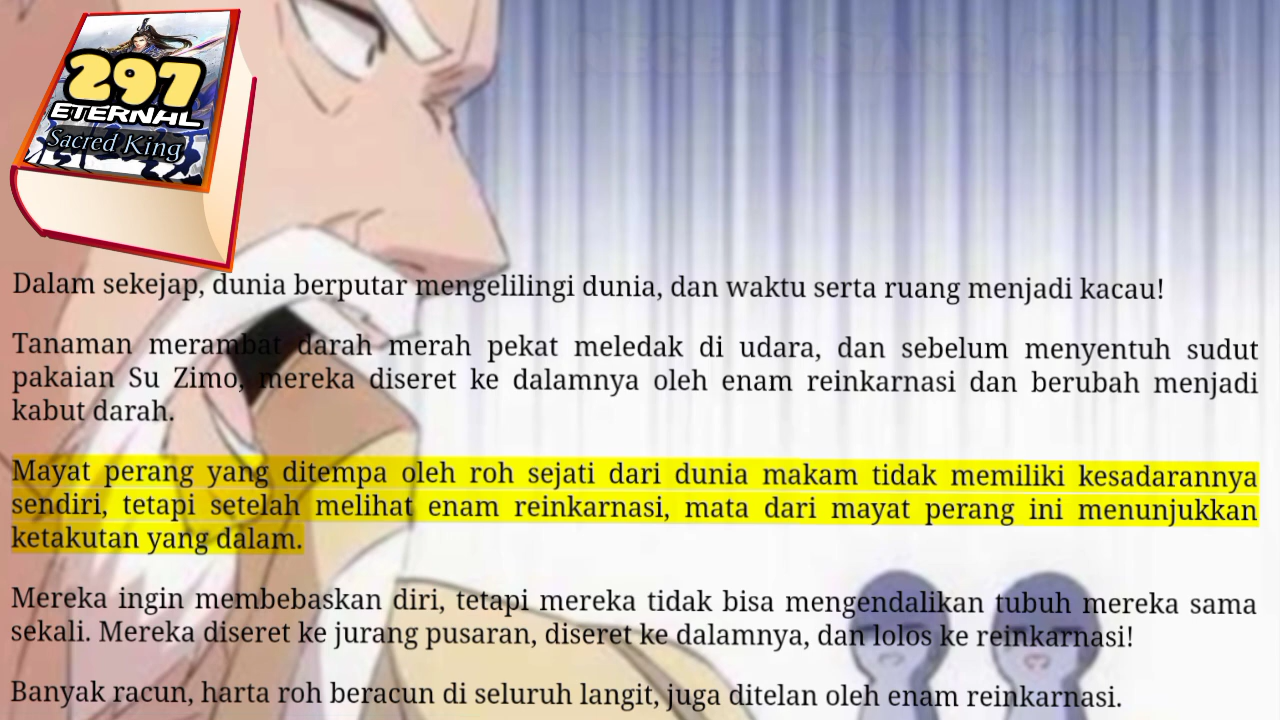 297
ETERNAL
Sacred King
Dalam sekejap, dunia berputar mengelilingi dunia, dan waktu serta ruang menjadi kacau!
Tanaman merambat darah merah pekat meledak di udara, dan sebelum menyentuh sudut
pakaian Su Zimo, mereka diseret ke dalamnya oleh enam reinkarnasi dan berubah menjadi
kabut darah.
Mayat perang yang ditempa oleh roh sejati dari dunia makam tidak memiliki kesadarannya
sendiri, tetapi setelah melihat enam reinkarnasi, mata dari mayat perang ini menunjukkan
ketakutan yang dalam.
Mereka ingin membebaskan diri, tetapi mereka tidak bisa mengendalikan tubuh mereka sama
sekali. Mereka diseret ke jurang pusaran, diseret ke dalamnya, dan lolos ke reinkarnasi!
Banyak racun, harta roh beracun di seluruh langit, juga ditelan oleh enam reinkarnasi.